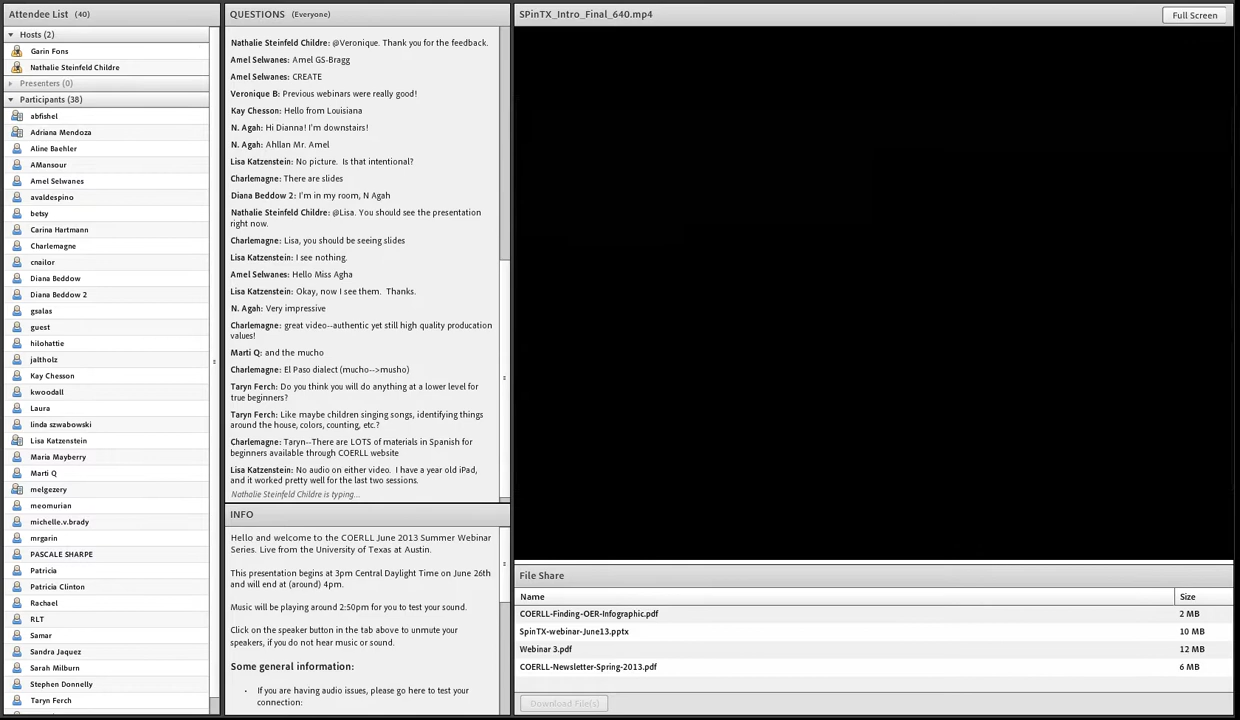 Attendee List (40)
Hosts (2)
Garin Fons
Nathalie Steinfeld Childre
Presenters (0)
Participants (38)
abfishel
Adriana Mendoza
Aline Baehler
AMansour
Amel Selwanes
avaldespino
betsy
Carina Hartmann
Charlemagne
cnailor
Diana Beddow
Diana Beddow 2
gsalas
guest
hilohattie
jaltholz
Kay Chesson
kwoodall
Laura
linda szwabowski
Lisa Katzenstein
Maria Mayberry
Marti Q
melgezery
meomurian
michelle.v.brady
mrgarin
PASCALE SHARPE
Patricia
Patricia Clinton
Rachael
RLT
Samar
Sandra Jaquez
Sarah Milburn
Stephen Donnelly
Taryn Ferch
QUESTIONS (Everyone)
Nathalie Steinfeld Childre: @Veronique. Thank you for the feedback.
Amel Selwanes: Amel GS-Bragg
Amel Selwanes: CREATE
Veronique B: Previous webinars were really good!
Kay Chesson: Hello from Louisiana
N. Agah: Hi Dianna! I'm downstairs!
N. Agah: Ahllan Mr. Amel
Lisa Katzenstein: No picture. Is that intentional?
Charlemagne: There are slides
Diana Beddow 2: I'm in my room, N Agah
Nathalie Steinfeld Childre: @Lisa. You should see the presentation
right now.
Charlemagne: Lisa, you should be seeing slides
Lisa Katzenstein: I see nothing.
Amel Selwanes: Hello Miss Agha
Lisa Katzenstein: Okay, now I see them. Thanks.
N. Agah: Very impressive
Charlemagne: great video--authentic yet still high quality producation
values!
Marti Q: and the mucho
Charlemagne: El Paso dialect (mucho-->musho)
Taryn Ferch: Do you think you will do anything at a lower level for
true beginners?
Taryn Ferch: Like maybe children singing songs, identifying things
around the house, colors, counting, etc.?
Charlemagne: Taryn--There are LOTS of materials in Spanish for
beginners available through COERLL website
Lisa Katzenstein: No audio on either video. I have a year old iPad,
and it worked pretty well for the last two sessions.
Nathalie Steinfeld Childre is typing...
INFO
Hello and welcome to the COERLL June 2013 Summer Webinar
Series. Live from the University of Texas at Austin.
This presentation begins at 3pm Central Daylight Time on June 26th
and will end at (around) 4pm.
Music will be playing around 2:50pm for you to test your sound.
Click on the speaker button in the tab above to unmute your
speakers, if you do not hear music or sound.
Some general information:
• If you are having audio issues, please go here to test your
connection:
SPinTX_Intro_Final_640.mp4
Full Screen
File Share
Name Size
COERLL-Finding-OER-Infographic.pdf 2 MB
SpinTX-webinar-June13.pptx 10 MB
Webinar 3.pdf 12 MB
COERLL-Newsletter-Spring-2013.pdf 6 MB
Download File(s)